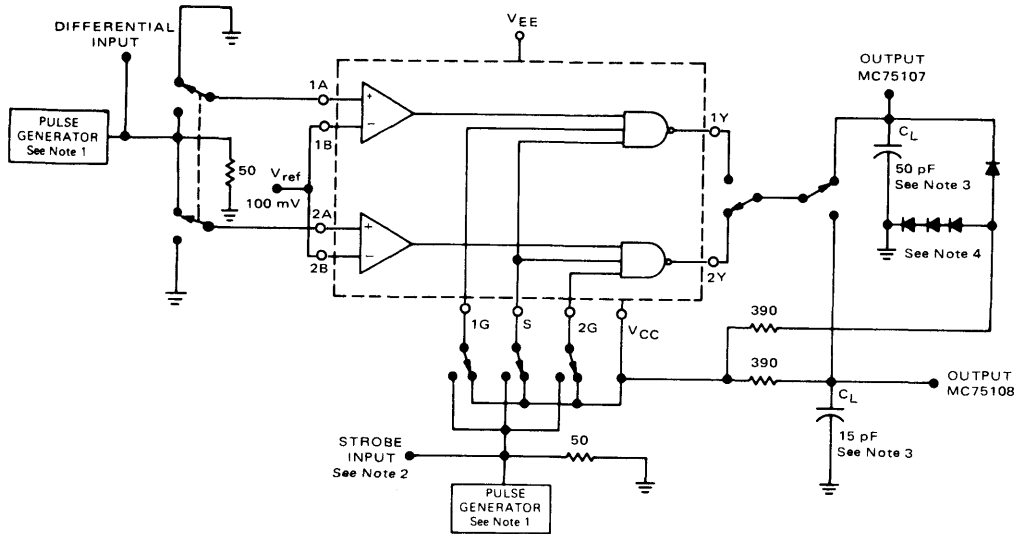 VEE
DIFFERENTIAL
INPUT
OUTPUT
MC75107
1A
+
−
1B
1Y
PULSE
GENERATOR
See Note 1
50
Vref
100 mV
CL
50 pF
See Note 3
2A
+
−
2B
2Y
See Note 4
1G
S
2G
VCC
390
390
OUTPUT
MC75108
CL
15 pF
See Note 3
STROBE
INPUT
See Note 2
50
PULSE
GENERATOR
See Note 1